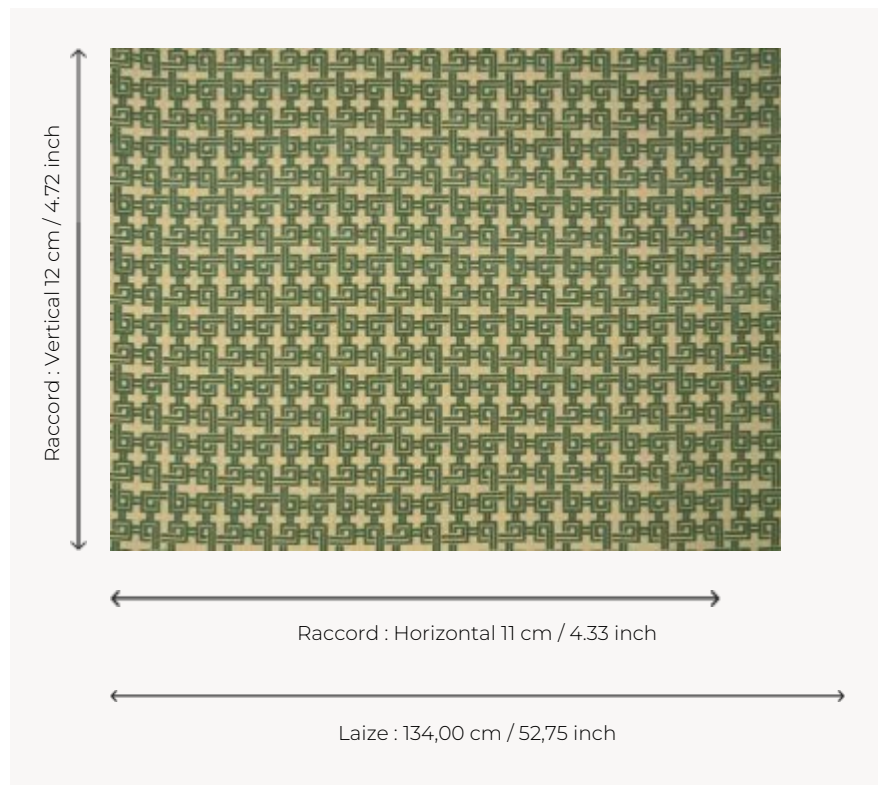 Raccord : Vertical 12 cm / 4.72 inch
Raccord : Horizontal 11 cm / 4.33 inch
Laize : 134,00 cm / 52,75 inch